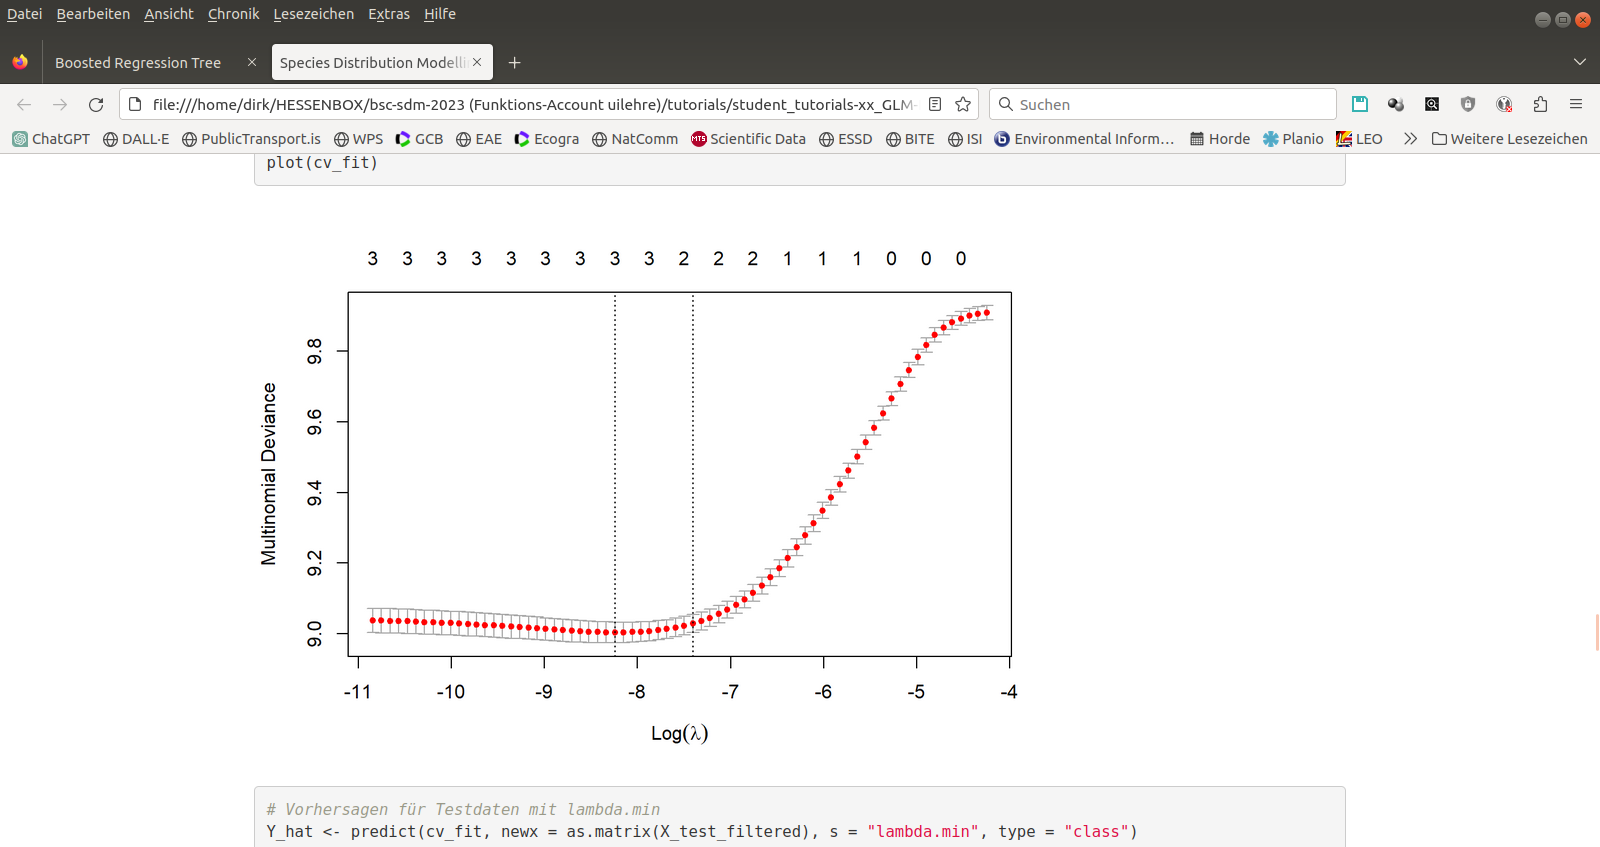 Datei Bearbeiten Ansicht Chronik Lesezeichen Extras Hilfe
Boosted Regression Tree × Species Distribution Modelli ×
file:///home/dirk/HESSENBOX/bsc-sdm-2023 (Funktions-Account uilehre)/tutorials/student_tutorials-xx_GLM- Suchen
ChatGPT DALL·E PublicTransport.is WPS GCB EAE Ecogra NatComm MTS Scientific Data ESSD BITE ISI Environmental Inform… Horde Planio LEO Weitere Lesezeichen
plot(cv_fit)
3 3 3 3 3 3 3 3 3 2 2 2 1 1 1 0 0 0
Multinomial Deviance
9.8
9.6
9.4
9.2
9.0
-11 -10 -9 -8 -7 -6 -5 -4
Log(λ)
# Vorhersagen für Testdaten mit lambda.min
Y_hat <- predict(cv_fit, newx = as.matrix(X_test_filtered), s = "lambda.min", type = "class")